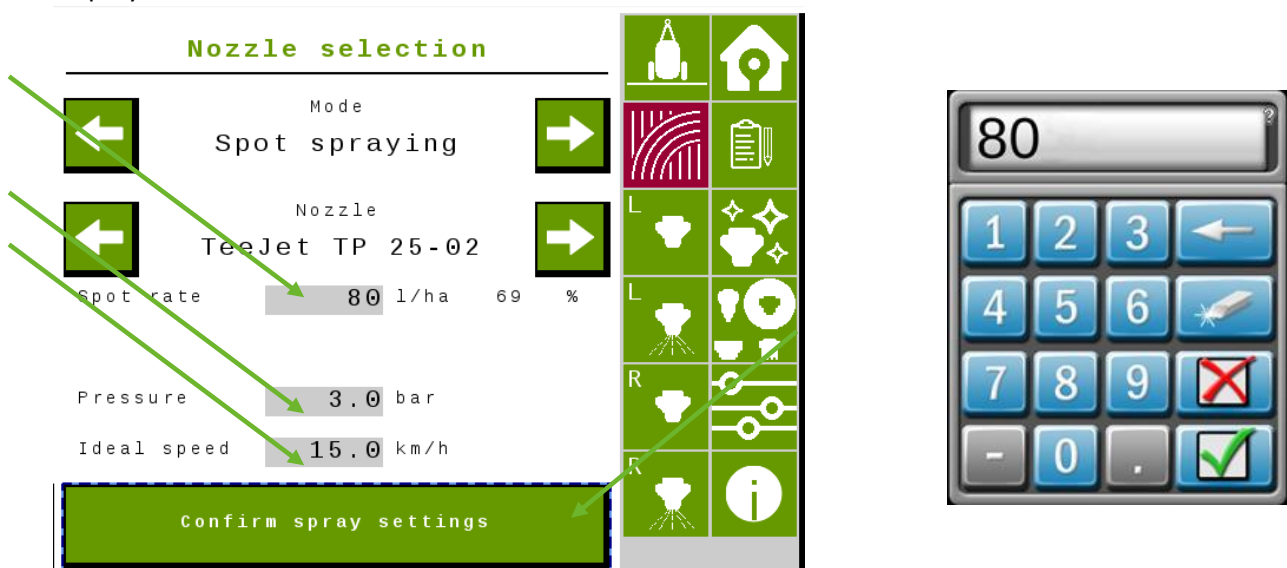 Nozzle selection
Mode
Spot spraying
Nozzle
TeeJet TP 25-02
Spot rate 80 l/ha 69 %
Pressure 3.0 bar
Ideal speed 15.0 km/h
Confirm spray settings
L
L
R
R
i
80 ?
1 2 3
4 5 6
7 8 9
- 0 .